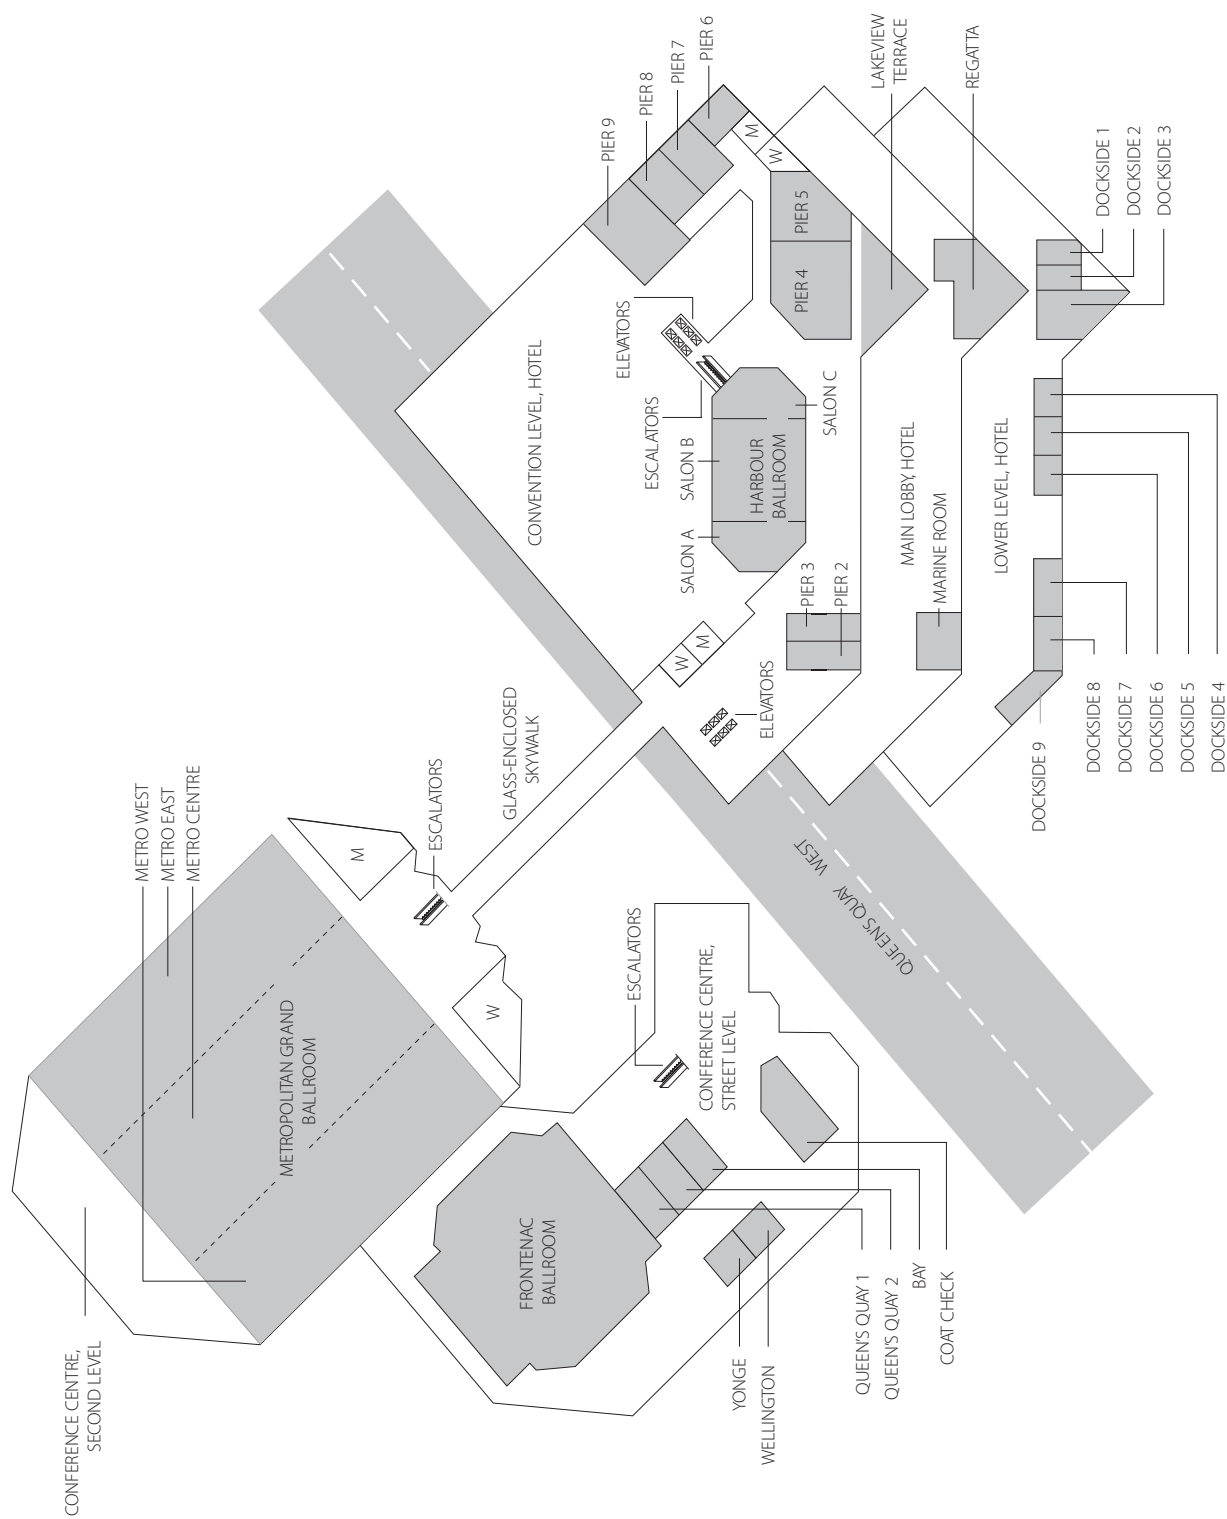 CONFERENCE CENTRE,
SECOND LEVEL
METRO WEST
METRO EAST
METRO CENTRE
METROPOLITAN GRAND
BALLROOM
M
W
ESCALATORS
GLASS-ENCLOSED
SKYWALK
FRONTENAC
BALLROOM
CONFERENCE CENTRE,
STREET LEVEL
ESCALATORS
YONGE
WELLINGTON
QUEEN'S QUAY 1
QUEEN'S QUAY 2
BAY
COAT CHECK
QUEEN'S QUAY WEST
CONVENTION LEVEL, HOTEL
PIER 9
PIER 8
PIER 7
PIER 6
M
W
ELEVATORS
ESCALATORS
SALON A
SALON B
SALON C
HARBOUR
BALLROOM
PIER 4
PIER 5
W
M
ELEVATORS
PIER 3
PIER 2
LAKEVIEW
TERRACE
MAIN LOBBY, HOTEL
MARINE ROOM
REGATTA
LOWER LEVEL, HOTEL
DOCKSIDE 1
DOCKSIDE 2
DOCKSIDE 3
DOCKSIDE 9
DOCKSIDE 8
DOCKSIDE 7
DOCKSIDE 6
DOCKSIDE 5
DOCKSIDE 4